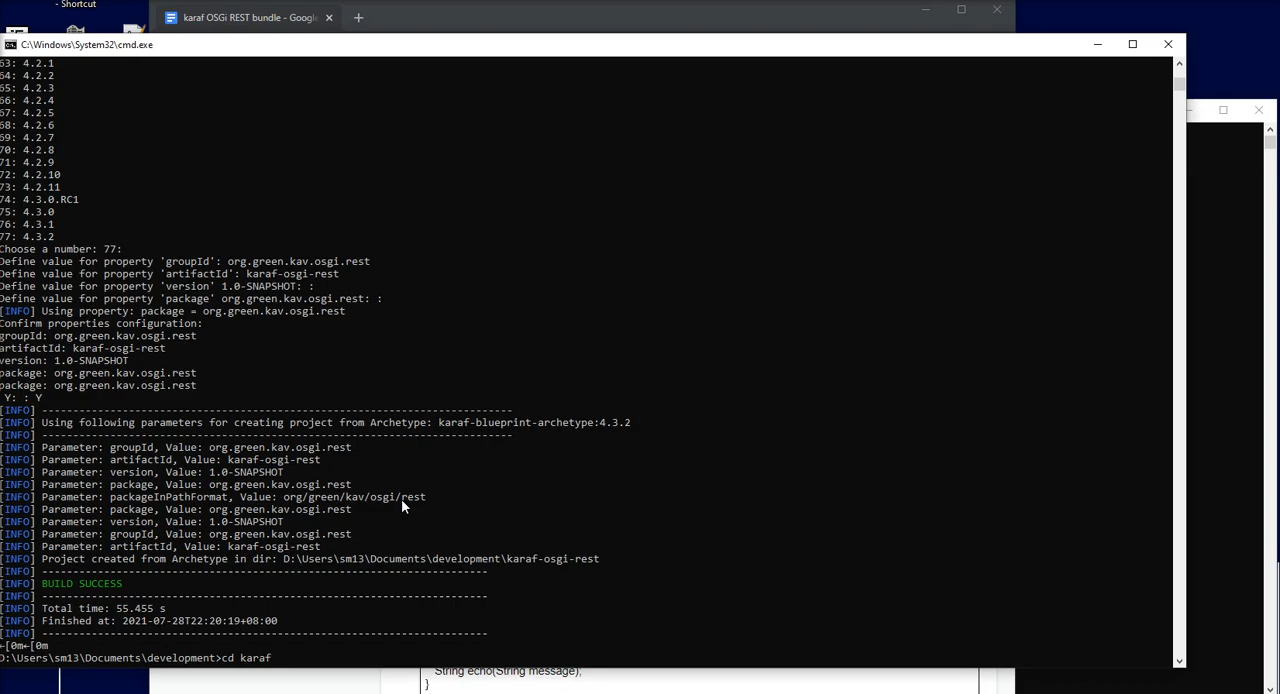 - Shortcut
karaf OSGi REST bundle - Google
C:\Windows\System32\cmd.exe
63: 4.2.1
64: 4.2.2
65: 4.2.3
66: 4.2.4
67: 4.2.5
68: 4.2.6
69: 4.2.7
70: 4.2.8
71: 4.2.9
72: 4.2.10
73: 4.2.11
74: 4.3.0.RC1
75: 4.3.0
76: 4.3.1
77: 4.3.2
Choose a number: 77:
Define value for property 'groupId': org.green.kav.osgi.rest
Define value for property 'artifactId': karaf-osgi-rest
Define value for property 'version' 1.0-SNAPSHOT: :
Define value for property 'package' org.green.kav.osgi.rest: :
[INFO] Using property: package = org.green.kav.osgi.rest
Confirm properties configuration:
groupId: org.green.kav.osgi.rest
artifactId: karaf-osgi-rest
version: 1.0-SNAPSHOT
package: org.green.kav.osgi.rest
package: org.green.kav.osgi.rest
Y: : Y
[INFO] ----------------------------------------------------------------------------
[INFO] Using following parameters for creating project from Archetype: karaf-blueprint-archetype:4.3.2
[INFO] ----------------------------------------------------------------------------
[INFO] Parameter: groupId, Value: org.green.kav.osgi.rest
[INFO] Parameter: artifactId, Value: karaf-osgi-rest
[INFO] Parameter: version, Value: 1.0-SNAPSHOT
[INFO] Parameter: package, Value: org.green.kav.osgi.rest
[INFO] Parameter: packageInPathFormat, Value: org/green/kav/osgi/rest
[INFO] Parameter: package, Value: org.green.kav.osgi.rest
[INFO] Parameter: version, Value: 1.0-SNAPSHOT
[INFO] Parameter: groupId, Value: org.green.kav.osgi.rest
[INFO] Parameter: artifactId, Value: karaf-osgi-rest
[INFO] Project created from Archetype in dir: D:\Users\sm13\Documents\development\karaf-osgi-rest
[INFO] ------------------------------------------------------------------------
[INFO] BUILD SUCCESS
[INFO] ------------------------------------------------------------------------
[INFO] Total time: 55.455 s
[INFO] Finished at: 2021-07-28T22:20:19+08:00
[INFO] ------------------------------------------------------------------------
←[0m←[0m
D:\Users\sm13\Documents\development>cd karaf
String echo(String message);
}